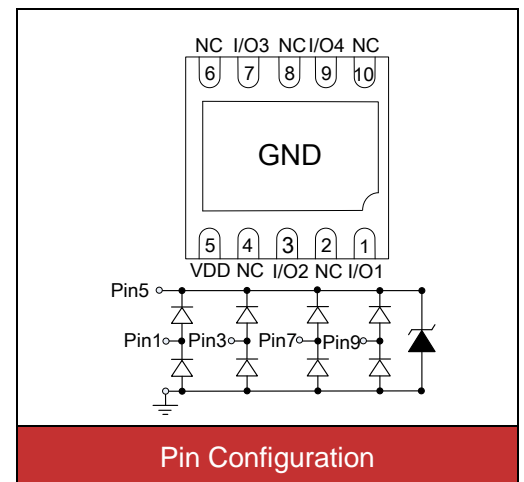 NC I/O3 NC I/O4 NC
6 7 8 9 10
GND
5 4 3 2 1
VDD NC I/O2 NC I/O1
Pin5
Pin1 Pin3 Pin7 Pin9
Pin Configuration